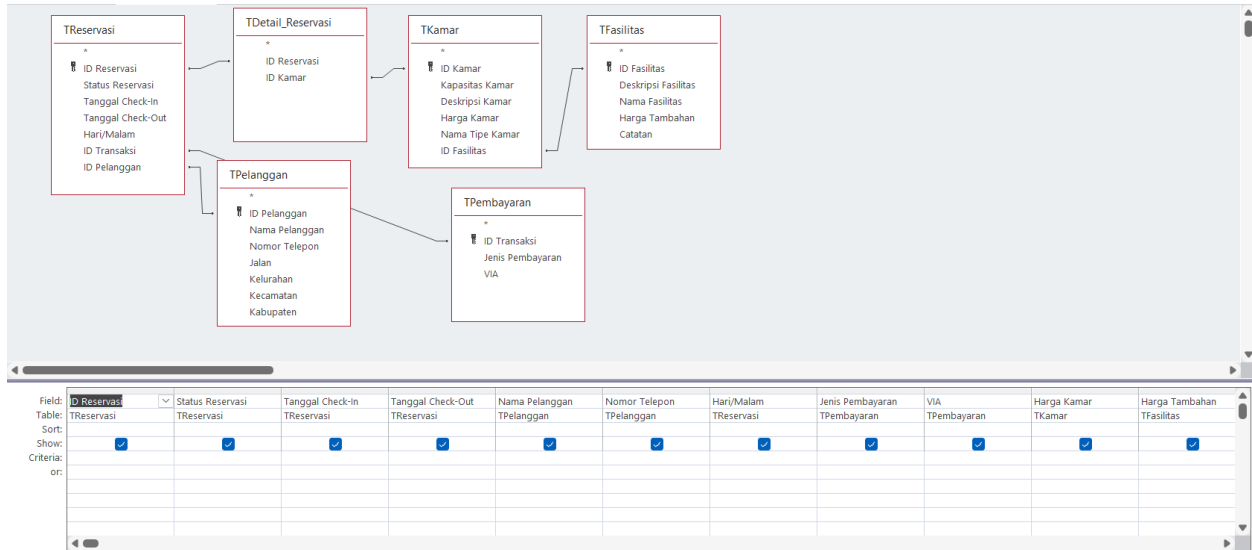 TReservasi
*
ID Reservasi
Status Reservasi
Tanggal Check-In
Tanggal Check-Out
Hari/Malam
ID Transaksi
ID Pelanggan
TDetail_Reservasi
*
ID Reservasi
ID Kamar
TKamar
*
ID Kamar
Kapasitas Kamar
Deskripsi Kamar
Harga Kamar
Nama Tipe Kamar
ID Fasilitas
TFasilitas
*
ID Fasilitas
Deskripsi Fasilitas
Nama Fasilitas
Harga Tambahan
Catatan
TPelanggan
*
ID Pelanggan
Nama Pelanggan
Nomor Telepon
Jalan
Kelurahan
Kecamatan
Kabupaten
TPembayaran
*
ID Transaksi
Jenis Pembayaran
VIA
Field: ID Reservasi Status Reservasi Tanggal Check-In Tanggal Check-Out Nama Pelanggan Nomor Telepon Hari/Malam Jenis Pembayaran VIA Harga Kamar Harga Tambahan
Table: TReservasi TReservasi TReservasi TReservasi TPelanggan TPelanggan TReservasi TPembayaran TPembayaran TKamar TFasilitas
Sort:
Show:
Criteria:
or: